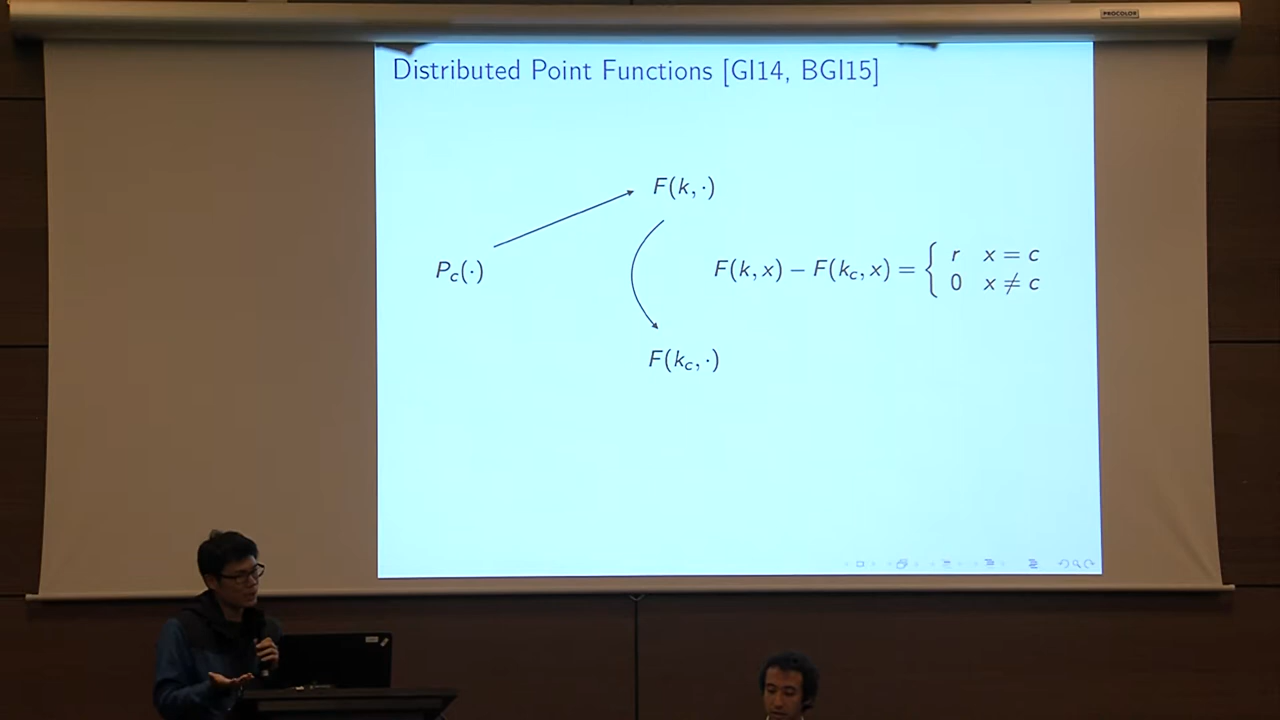 PROCOLOR
Distributed Point Functions [GI14, BGI15]
F(k, ·)
P_c(·)
F(k, x) − F(k_c, x) = { r x = c
0 x ≠ c
F(k_c, ·)